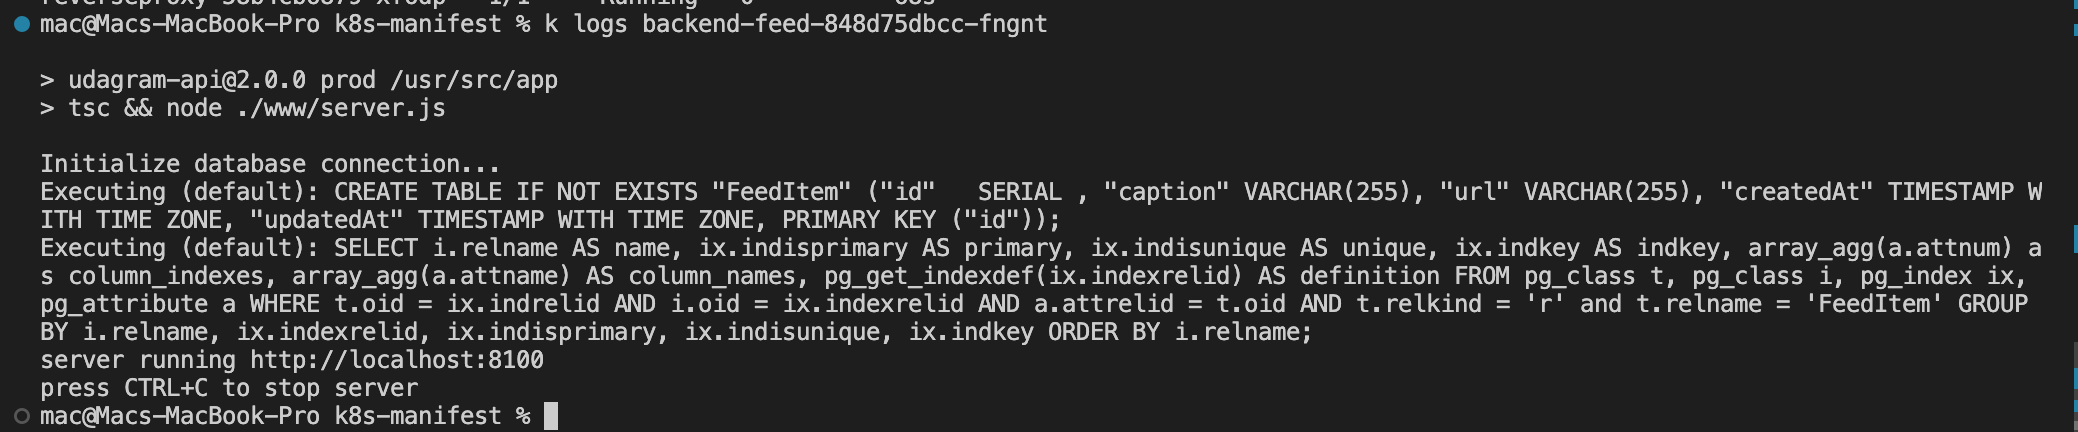 mac@Macs-MacBook-Pro k8s-manifest % k logs backend-feed-848d75dbcc-fngnt
> udagram-api@2.0.0 prod /usr/src/app
> tsc && node ./www/server.js
Initialize database connection...
Executing (default): CREATE TABLE IF NOT EXISTS "FeedItem" ("id"   SERIAL , "caption" VARCHAR(255), "url" VARCHAR(255), "createdAt" TIMESTAMP W
ITH TIME ZONE, "updatedAt" TIMESTAMP WITH TIME ZONE, PRIMARY KEY ("id"));
Executing (default): SELECT i.relname AS name, ix.indisprimary AS primary, ix.indisunique AS unique, ix.indkey AS indkey, array_agg(a.attnum) a
s column_indexes, array_agg(a.attname) AS column_names, pg_get_indexdef(ix.indexrelid) AS definition FROM pg_class t, pg_class i, pg_index ix,
pg_attribute a WHERE t.oid = ix.indrelid AND i.oid = ix.indexrelid AND a.attrelid = t.oid AND t.relkind = 'r' and t.relname = 'FeedItem' GROUP
BY i.relname, ix.indexrelid, ix.indisprimary, ix.indisunique, ix.indkey ORDER BY i.relname;
server running http://localhost:8100
press CTRL+C to stop server
mac@Macs-MacBook-Pro k8s-manifest %